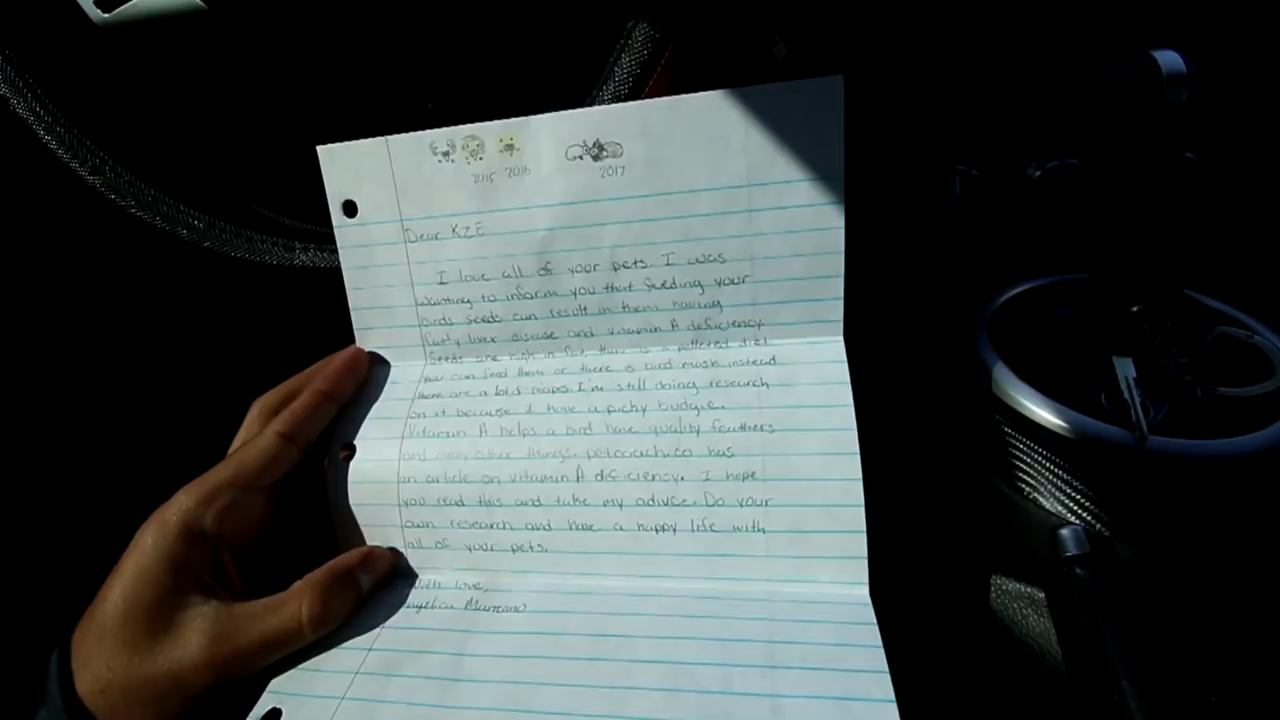 2015 2016 2017
Dear KZE
I love all of your pets I was
wanting to inform you that feeding your
birds seeds can result in them having
fatty liver disease and vitamin A deficiency.
Seeds are high in fat, there is a pelleted diet
you can feed them or there is bird mash instead
there are a lot of recipes. I'm still doing research
on it because I have a pichy budgie.
Vitamin A helps a bird have quality feathers
and many other things. petcoach.co has
an article on vitamin A deficiency. I hope
you read this and take my advice. Do your
own research and have a happy life with
all of your pets.
With love,